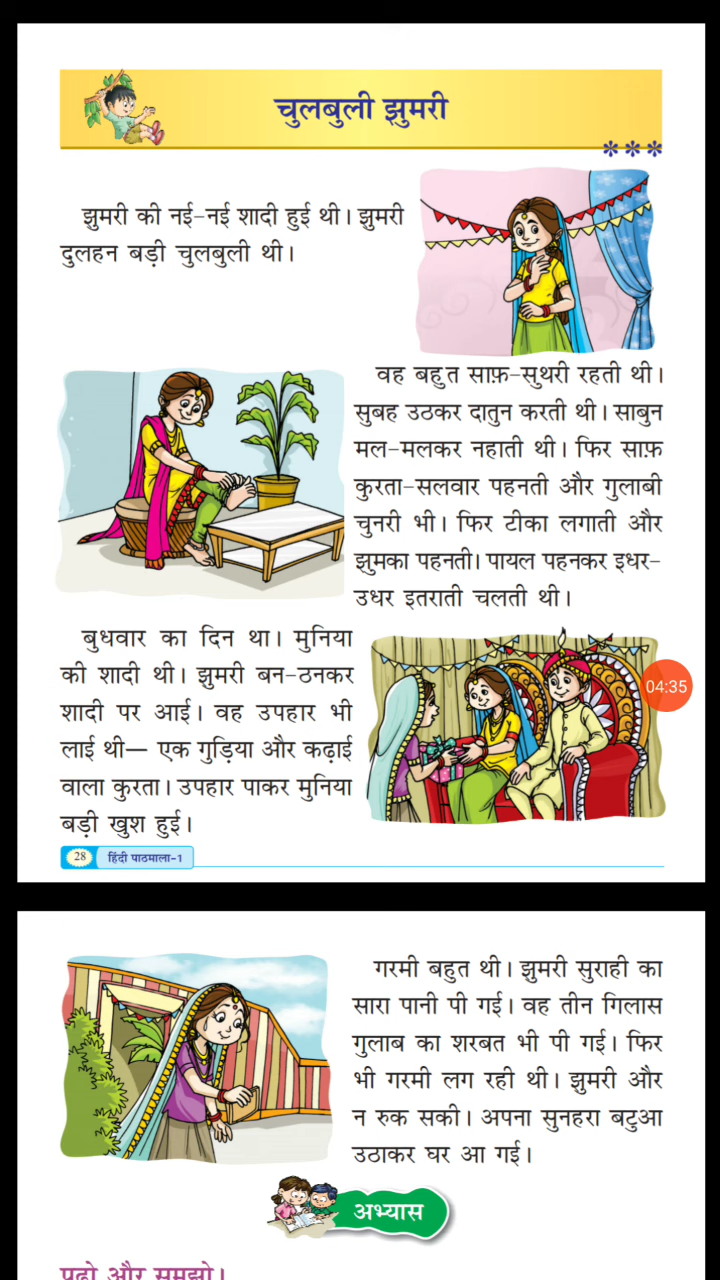 चुलबुली झुमरी
***
झुमरी की नई-नई शादी हुई थी। झुमरी
दुलहन बड़ी चुलबुली थी।
वह बहुत साफ़-सुथरी रहती थी।
सुबह उठकर दातुन करती थी। साबुन
मल-मलकर नहाती थी। फिर साफ़
कुरता-सलवार पहनती और गुलाबी
चुनरी भी। फिर टीका लगाती और
झुमका पहनती। पायल पहनकर इधर-
उधर इतराती चलती थी।
बुधवार का दिन था। मुनिया
की शादी थी। झुमरी बन-ठनकर
शादी पर आई। वह उपहार भी
लाई थी— एक गुड़िया और कढ़ाई
वाला कुरता। उपहार पाकर मुनिया
बड़ी खुश हुई।
04:35
28 हिंदी पाठमाला-1
गरमी बहुत थी। झुमरी सुराही का
सारा पानी पी गई। वह तीन गिलास
गुलाब का शरबत भी पी गई। फिर
भी गरमी लग रही थी। झुमरी और
न रुक सकी। अपना सुनहरा बटुआ
उठाकर घर आ गई।
अभ्यास
पढ़ो और समझो।